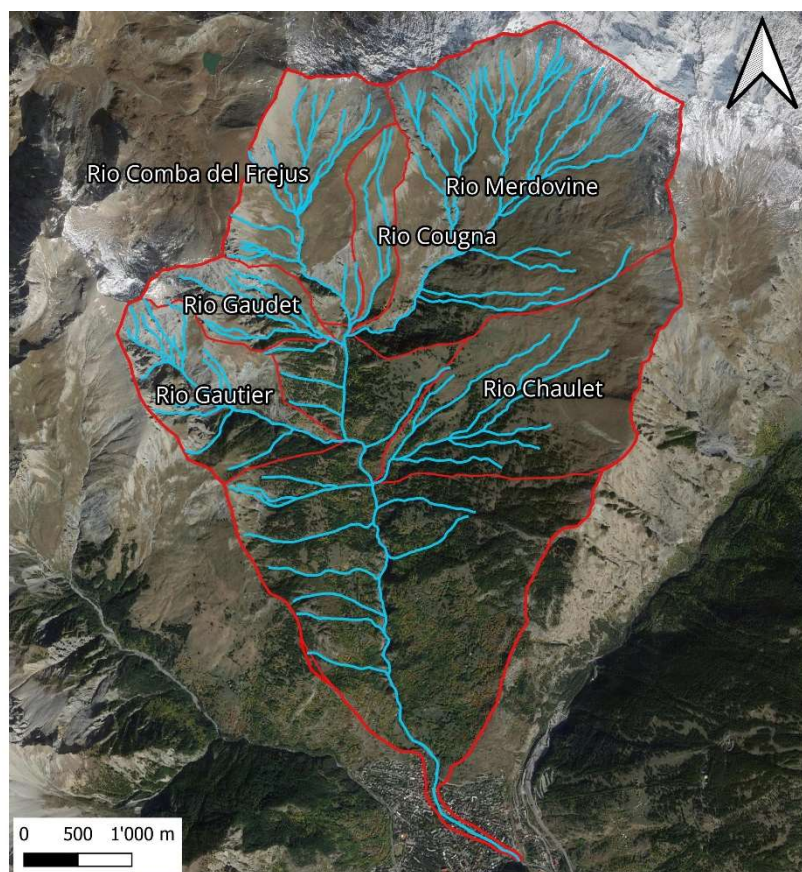 Rio Comba del Frejus
Rio Merdovine
Rio Cougna
Rio Gaudet
Rio Gautier
Rio Chaulet
0 500 1'000 m